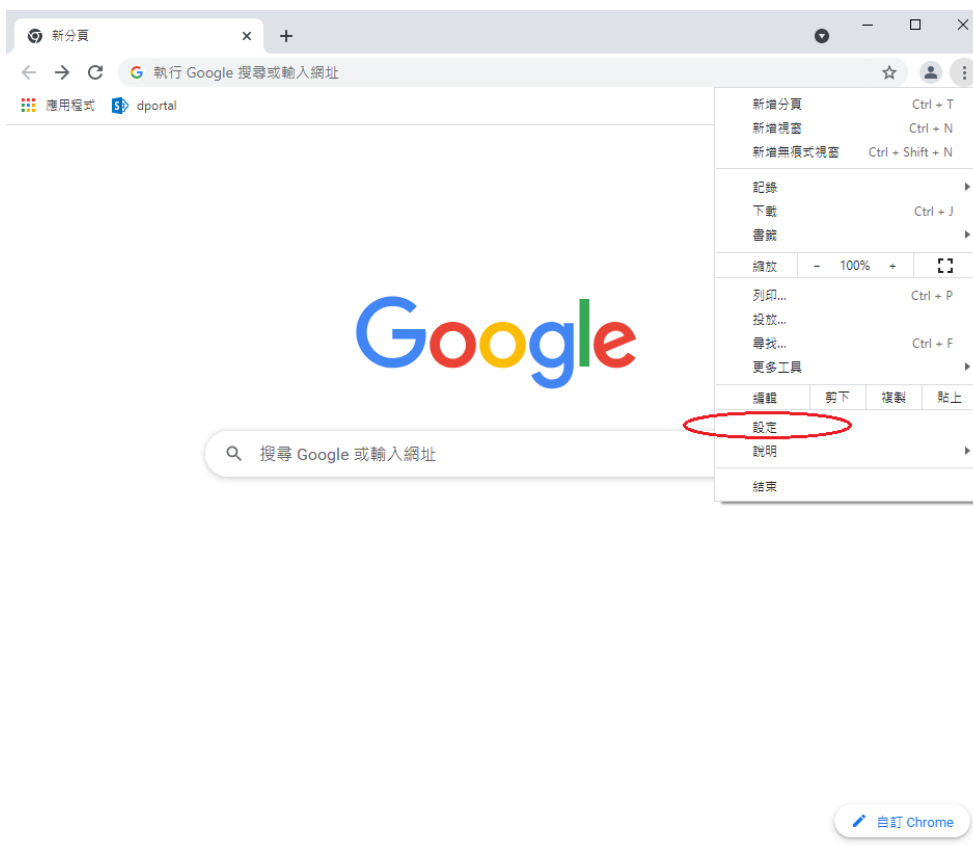 新分頁
執行 Google 搜尋或輸入網址
應用程式 dportal
新增分頁 Ctrl + T
新增視窗 Ctrl + N
新增無痕式視窗 Ctrl + Shift + N
記錄
下載 Ctrl + J
書籤
縮放 - 100% +
列印... Ctrl + P
投放...
尋找... Ctrl + F
更多工具
編輯 剪下 複製 貼上
設定
說明
結束
Google
搜尋 Google 或輸入網址
自訂 Chrome